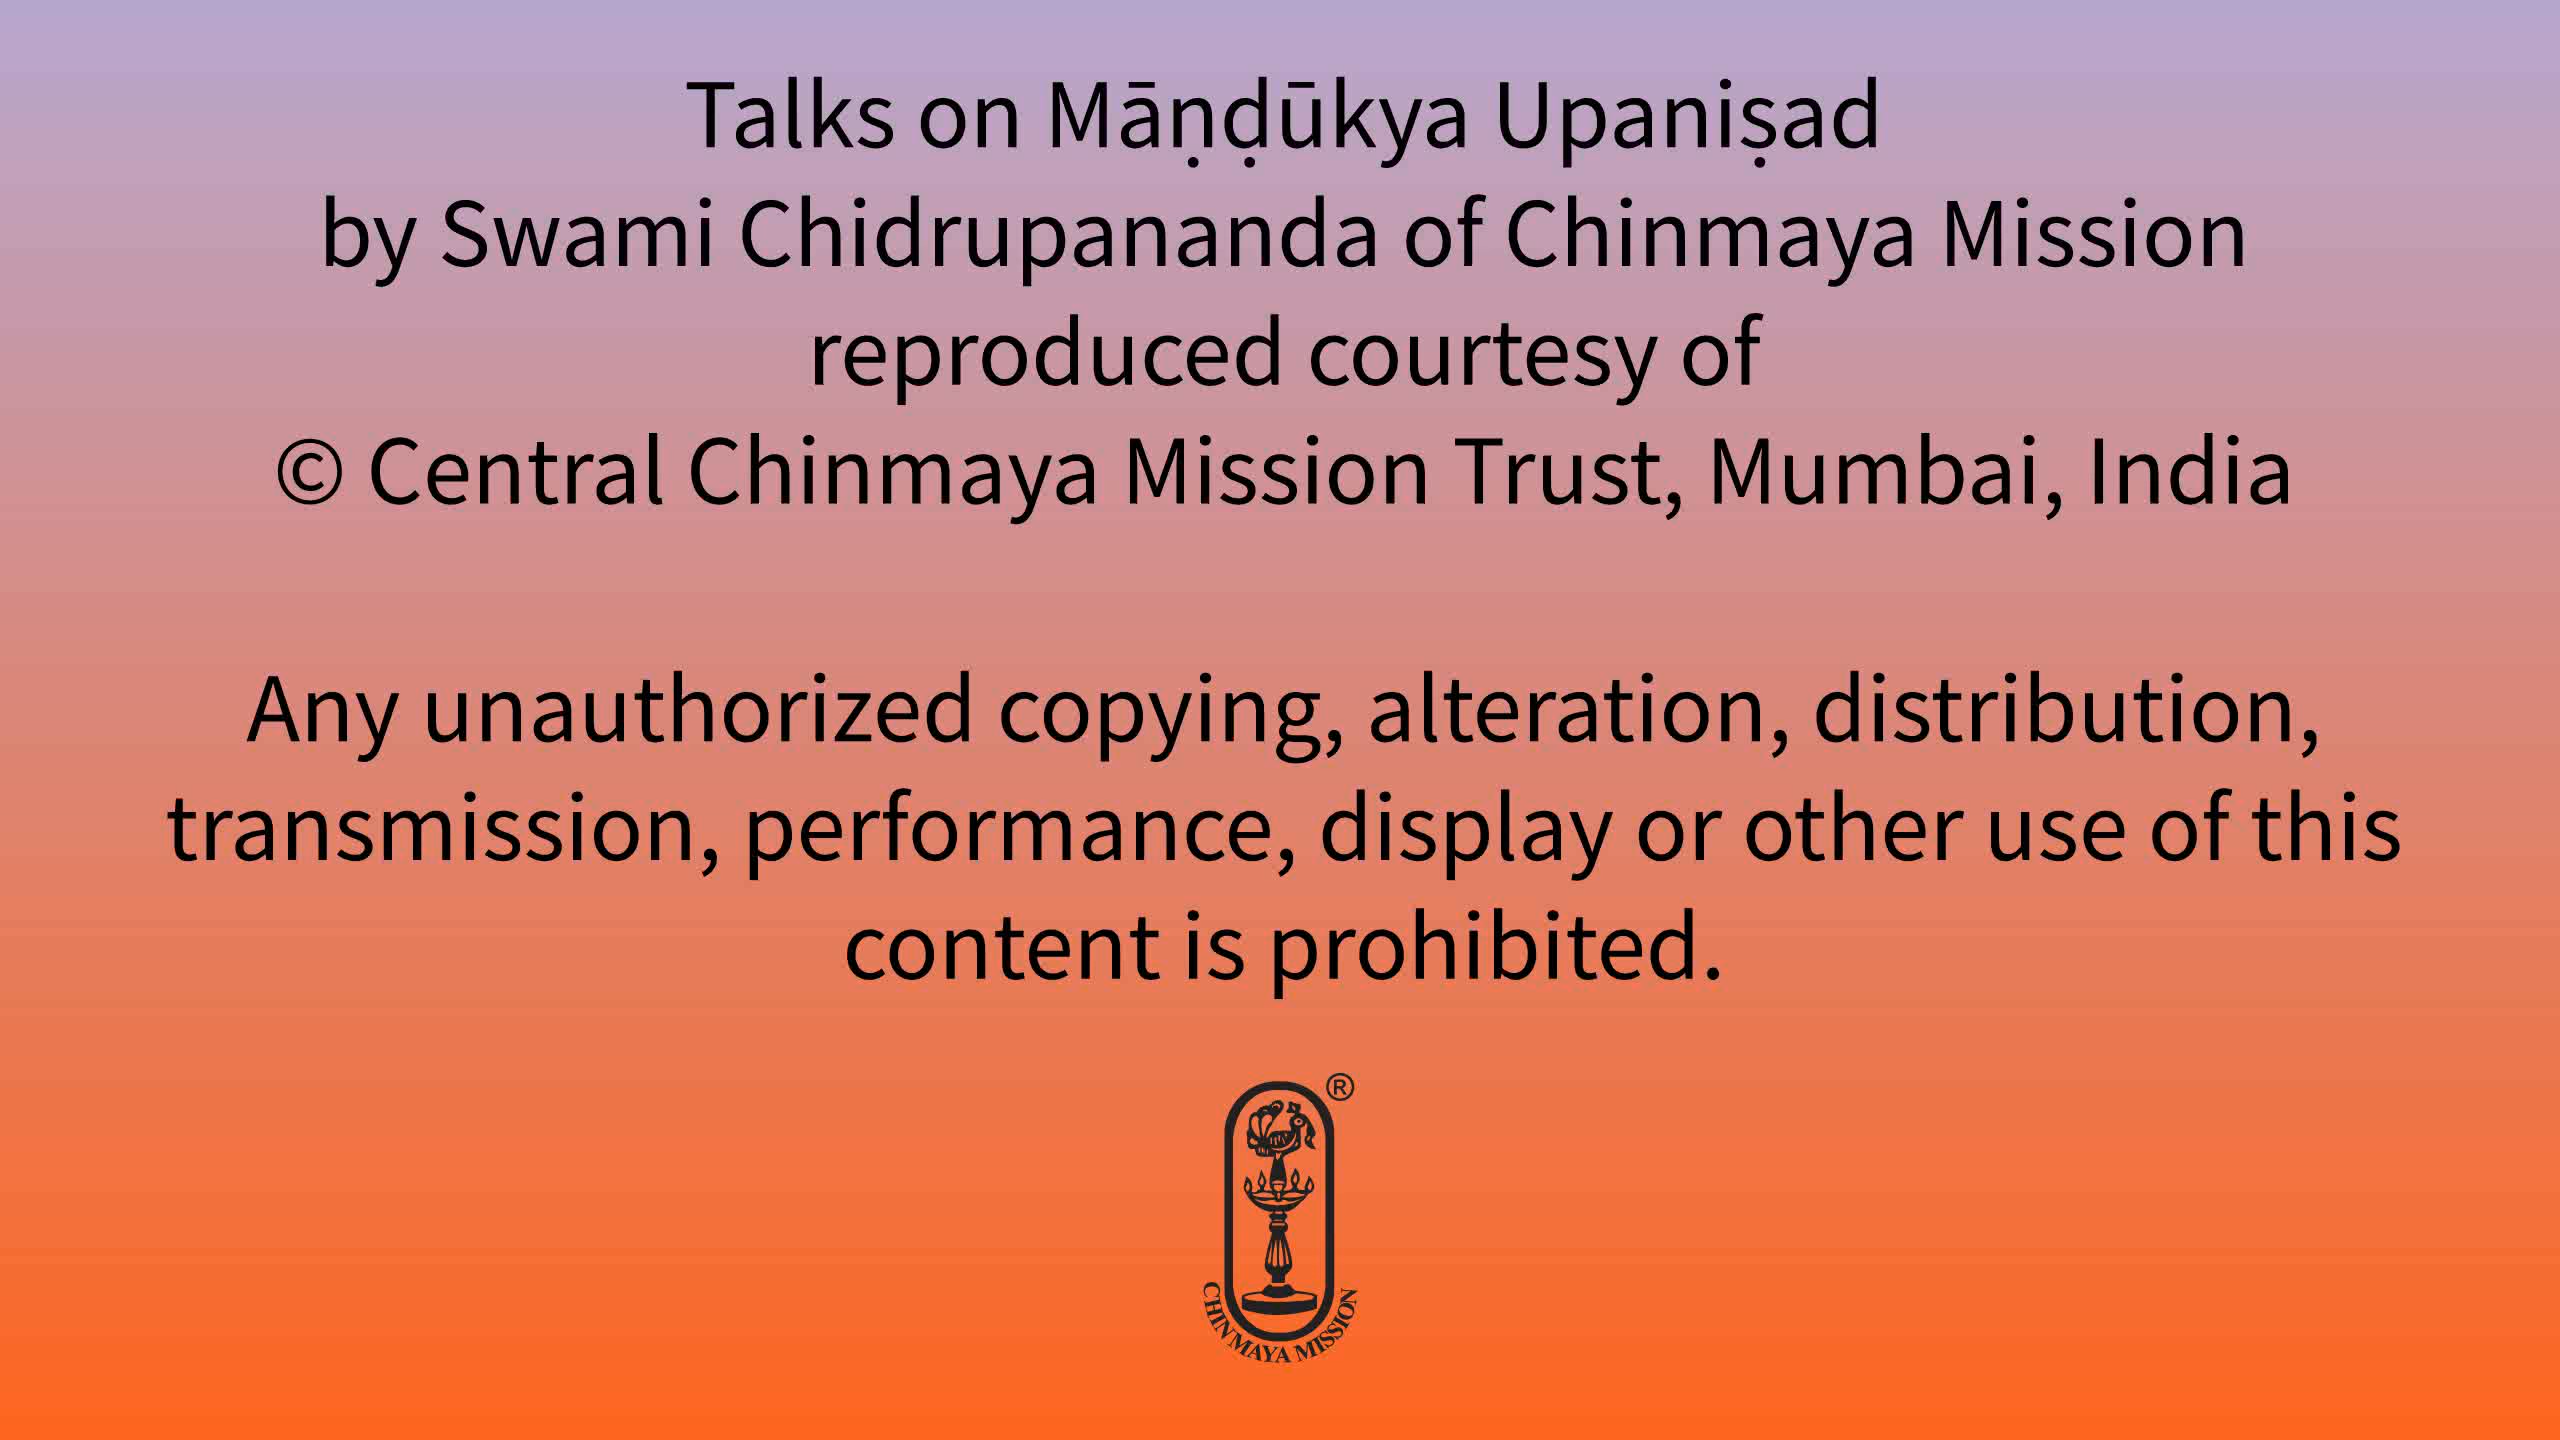 Talks on Māṇḍūkya Upaniṣad
by Swami Chidrupananda of Chinmaya Mission
reproduced courtesy of
© Central Chinmaya Mission Trust, Mumbai, India
Any unauthorized copying, alteration, distribution,
transmission, performance, display or other use of this
content is prohibited.
®
CHINMAYA MISSION